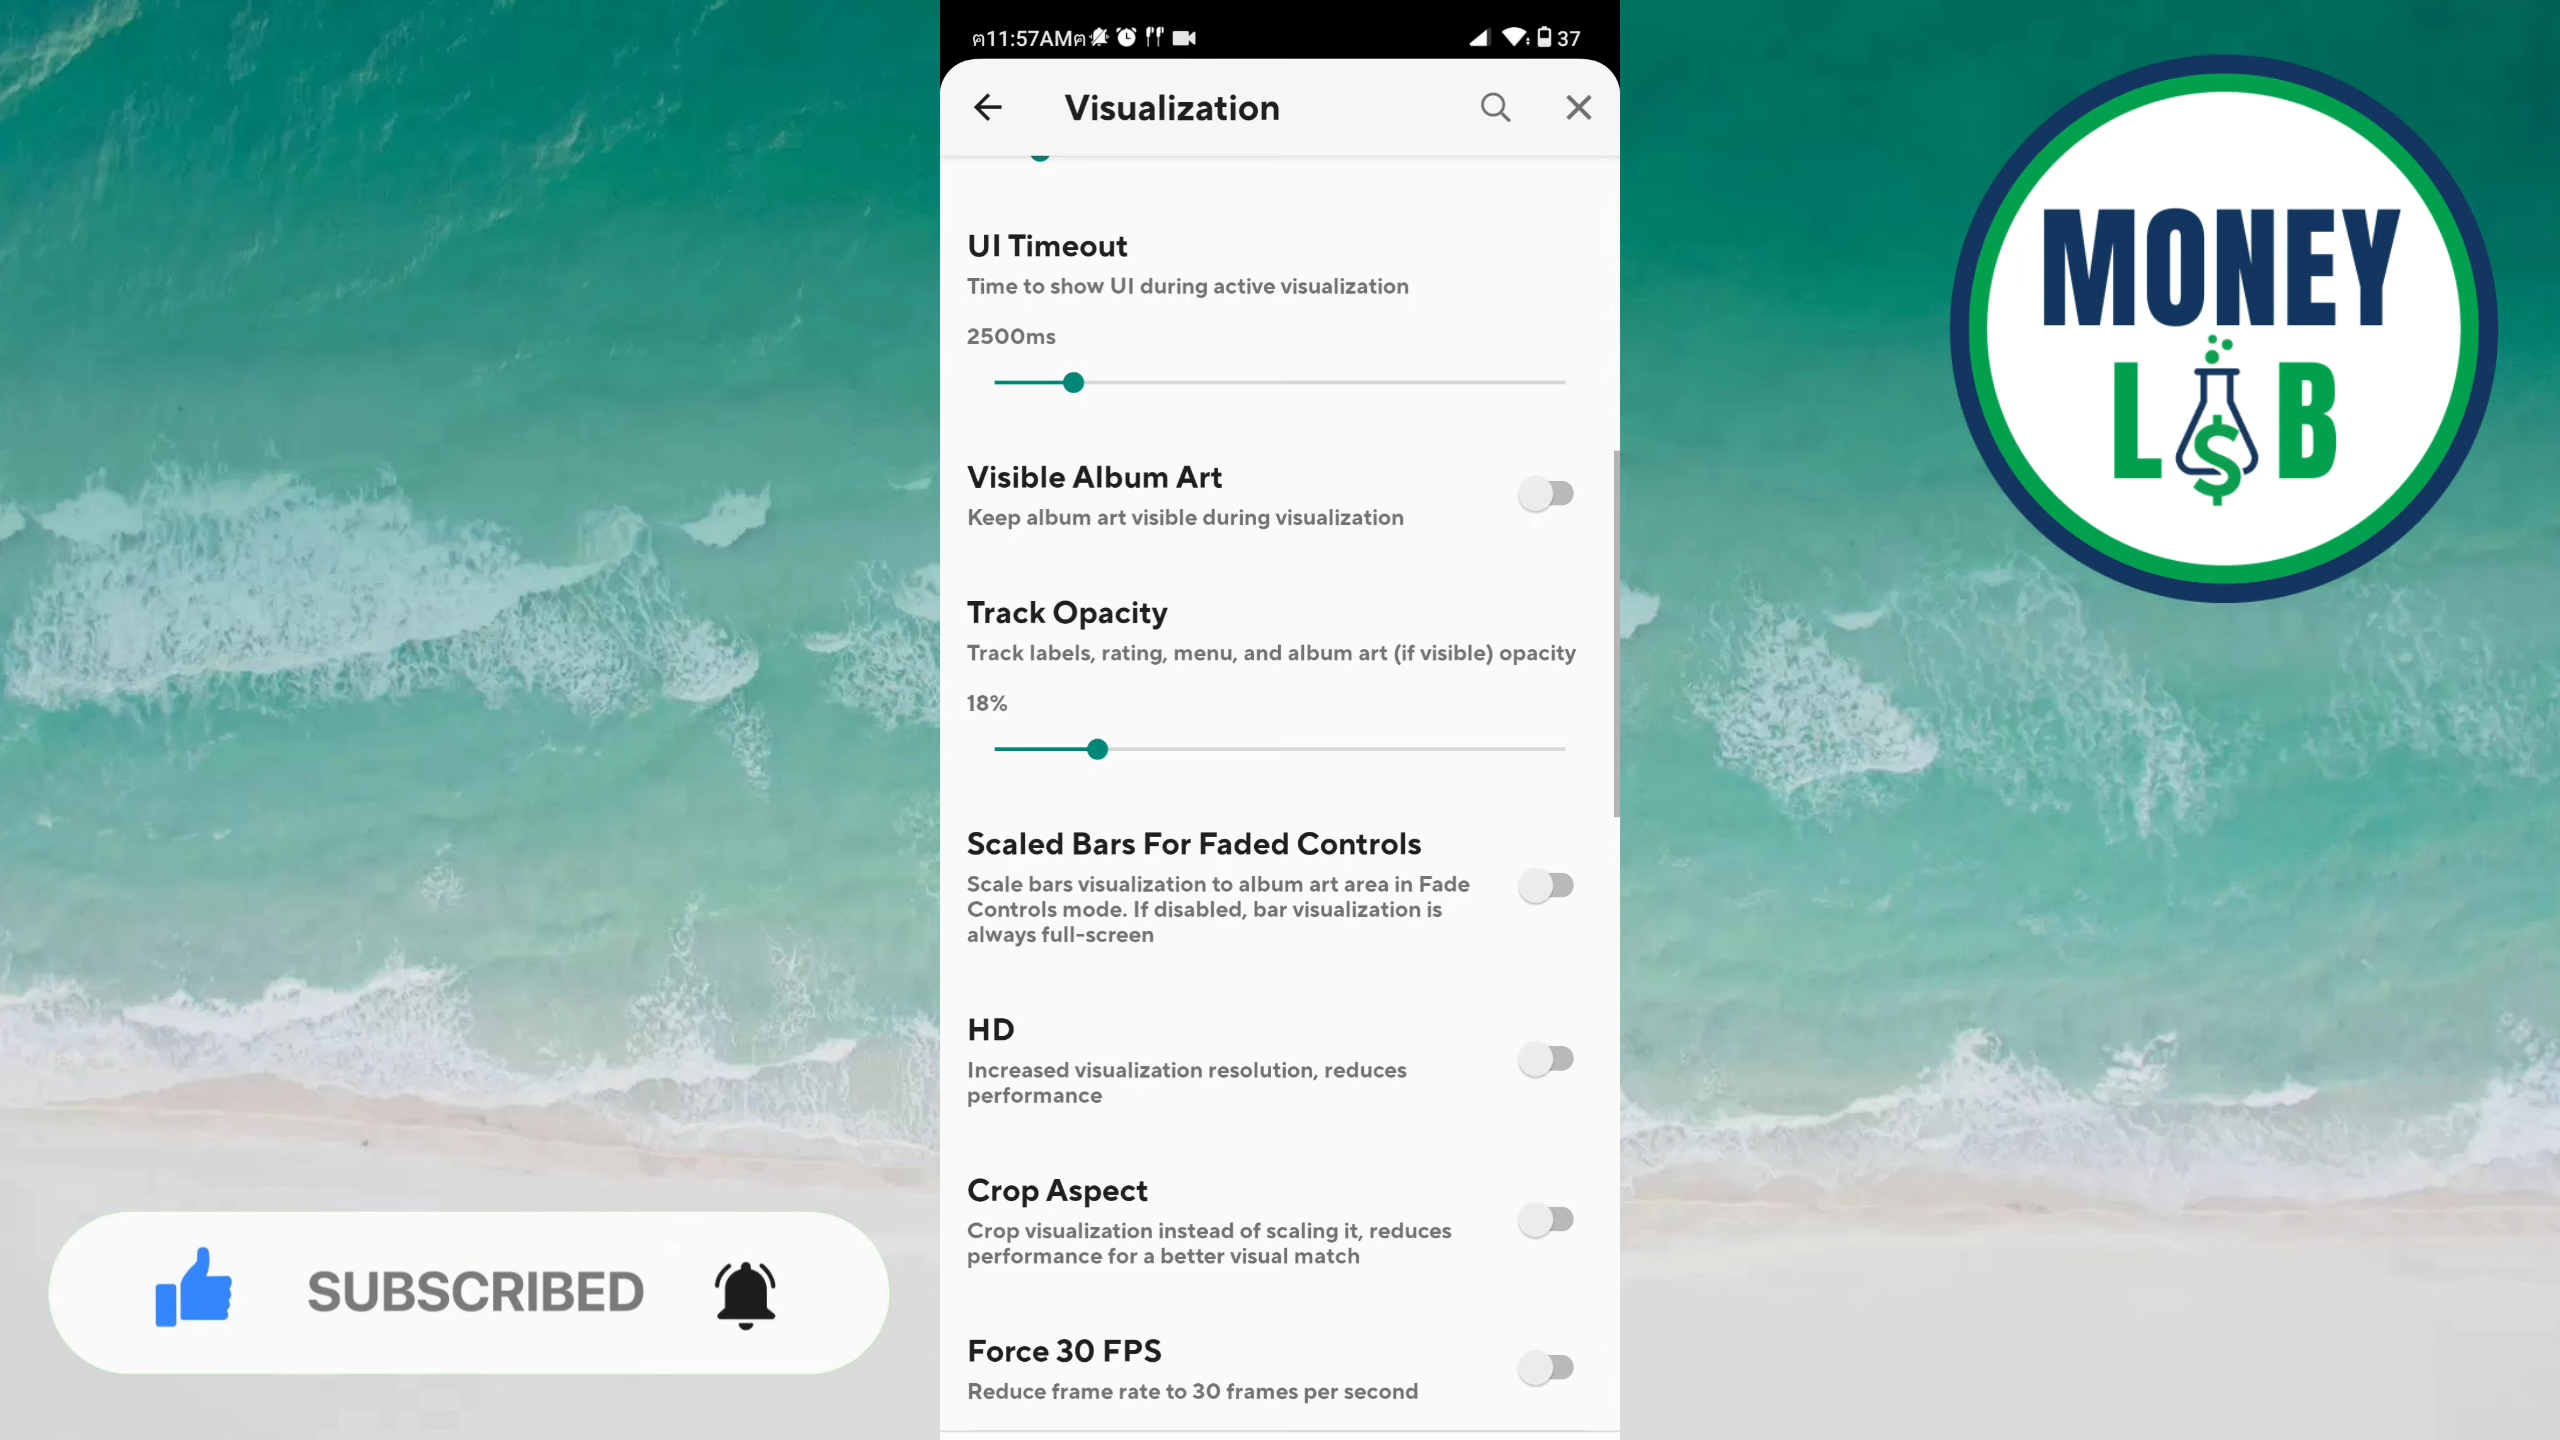 ฅ11:57AMฅ
37
Visualization
UI Timeout
Time to show UI during active visualization
2500ms
Visible Album Art
Keep album art visible during visualization
Track Opacity
Track labels, rating, menu, and album art (if visible) opacity
18%
Scaled Bars For Faded Controls
Scale bars visualization to album art area in Fade
Controls mode. If disabled, bar visualization is
always full-screen
HD
Increased visualization resolution, reduces
performance
Crop Aspect
Crop visualization instead of scaling it, reduces
performance for a better visual match
Force 30 FPS
Reduce frame rate to 30 frames per second
MONEY
L$B
SUBSCRIBED